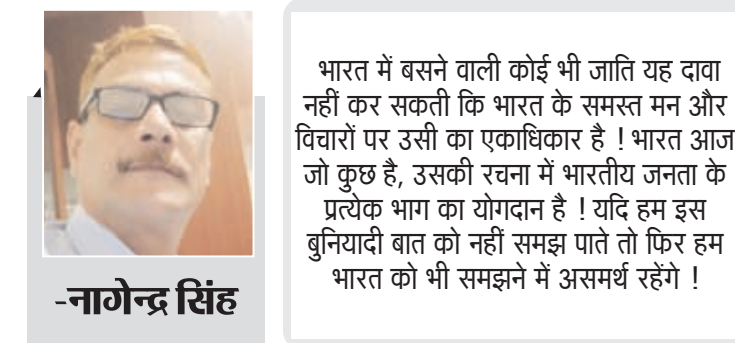 -नागेन्द्र सिंह
भारत में बसने वाली कोई भी जाति यह दावा
नहीं कर सकती कि भारत के समस्त मन और
विचारों पर उसी का एकाधिकार है ! भारत आज
जो कुछ है, उसकी रचना में भारतीय जनता के
प्रत्येक भाग का योगदान है ! यदि हम इस
बुनियादी बात को नहीं समझ पाते तो फिर हम
भारत को भी समझने में असमर्थ रहेंगे !